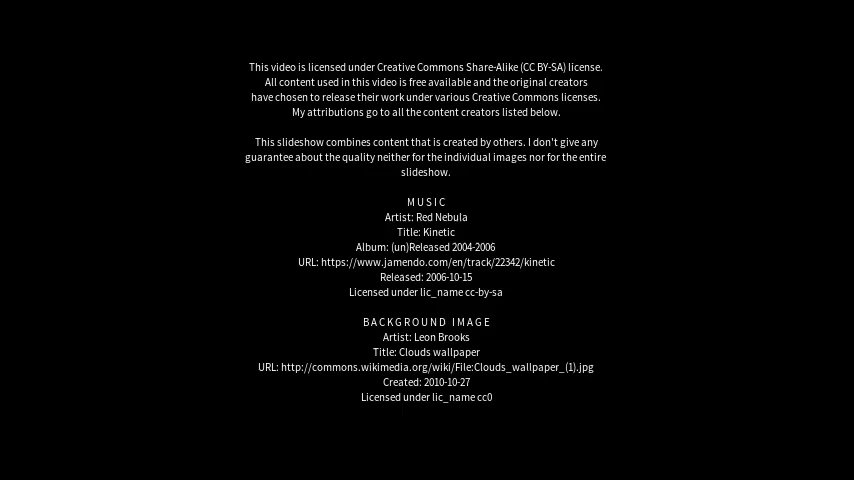 This video is licensed under Creative Commons Share-Alike (CC BY-SA) license.
All content used in this video is free available and the original creators
have chosen to release their work under various Creative Commons licenses.
My attributions go to all the content creators listed below.
This slideshow combines content that is created by others. I don't give any
guarantee about the quality neither for the individual images nor for the entire
slideshow.
M U S I C
Artist: Red Nebula
Title: Kinetic
Album: (un)Released 2004-2006
URL: https://www.jamendo.com/en/track/22342/kinetic
Released: 2006-10-15
Licensed under lic_name cc-by-sa
B A C K G R O U N D   I M A G E
Artist: Leon Brooks
Title: Clouds wallpaper
URL: http://commons.wikimedia.org/wiki/File:Clouds_wallpaper_(1).jpg
Created: 2010-10-27
Licensed under lic_name cc0